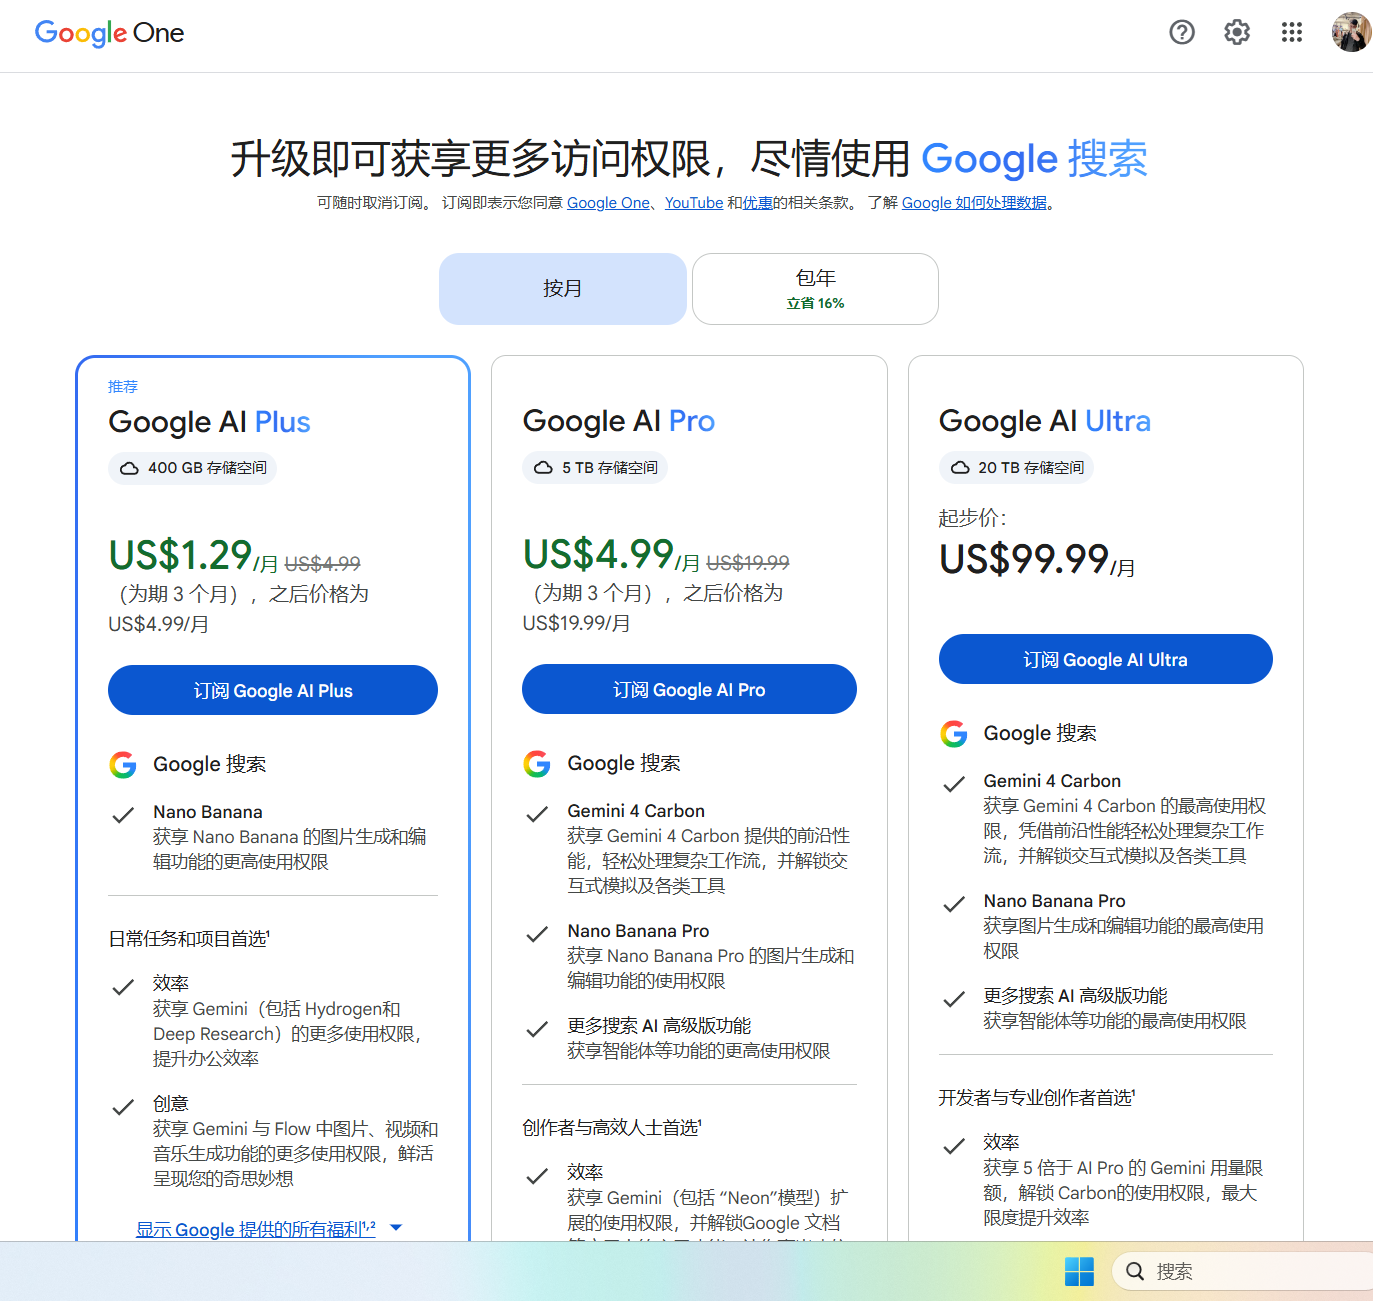 Google One
升级即可获享更多访问权限，尽情使用 Google 搜索
可随时取消订阅。 订阅即表示您同意 Google One、YouTube 和优惠的相关条款。 了解 Google 如何处理数据。
按月
包年
立省 16%
推荐
Google AI Plus
400 GB 存储空间
US$1.29/月 US$4.99
（为期 3 个月），之后价格为
US$4.99/月
订阅 Google AI Plus
Google 搜索
Nano Banana
获享 Nano Banana 的图片生成和编
辑功能的更高使用权限
日常任务和项目首选¹
效率
获享 Gemini（包括 Hydrogen和
Deep Research）的更多使用权限，
提升办公效率
创意
获享 Gemini 与 Flow 中图片、视频和
音乐生成功能的更多使用权限，鲜活
呈现您的奇思妙想
显示 Google 提供的所有福利¹˒²
Google AI Pro
5 TB 存储空间
US$4.99/月 US$19.99
（为期 3 个月），之后价格为
US$19.99/月
订阅 Google AI Pro
Google 搜索
Gemini 4 Carbon
获享 Gemini 4 Carbon 提供的前沿性
能，轻松处理复杂工作流，并解锁交
互式模拟及各类工具
Nano Banana Pro
获享 Nano Banana Pro 的图片生成和
编辑功能的使用权限
更多搜索 AI 高级版功能
获享智能体等功能的更高使用权限
创作者与高效人士首选¹
效率
获享 Gemini（包括 “Neon”模型）扩
展的使用权限，并解锁Google 文档
Google AI Ultra
20 TB 存储空间
起步价：
US$99.99/月
订阅 Google AI Ultra
Google 搜索
Gemini 4 Carbon
获享 Gemini 4 Carbon 的最高使用权
限，凭借前沿性能轻松处理复杂工作
流，并解锁交互式模拟及各类工具
Nano Banana Pro
获享图片生成和编辑功能的最高使用
权限
更多搜索 AI 高级版功能
获享智能体等功能的最高使用权限
开发者与专业创作者首选¹
效率
获享 5 倍于 AI Pro 的 Gemini 用量限
额，解锁 Carbon的使用权限，最大
限度提升效率
搜索